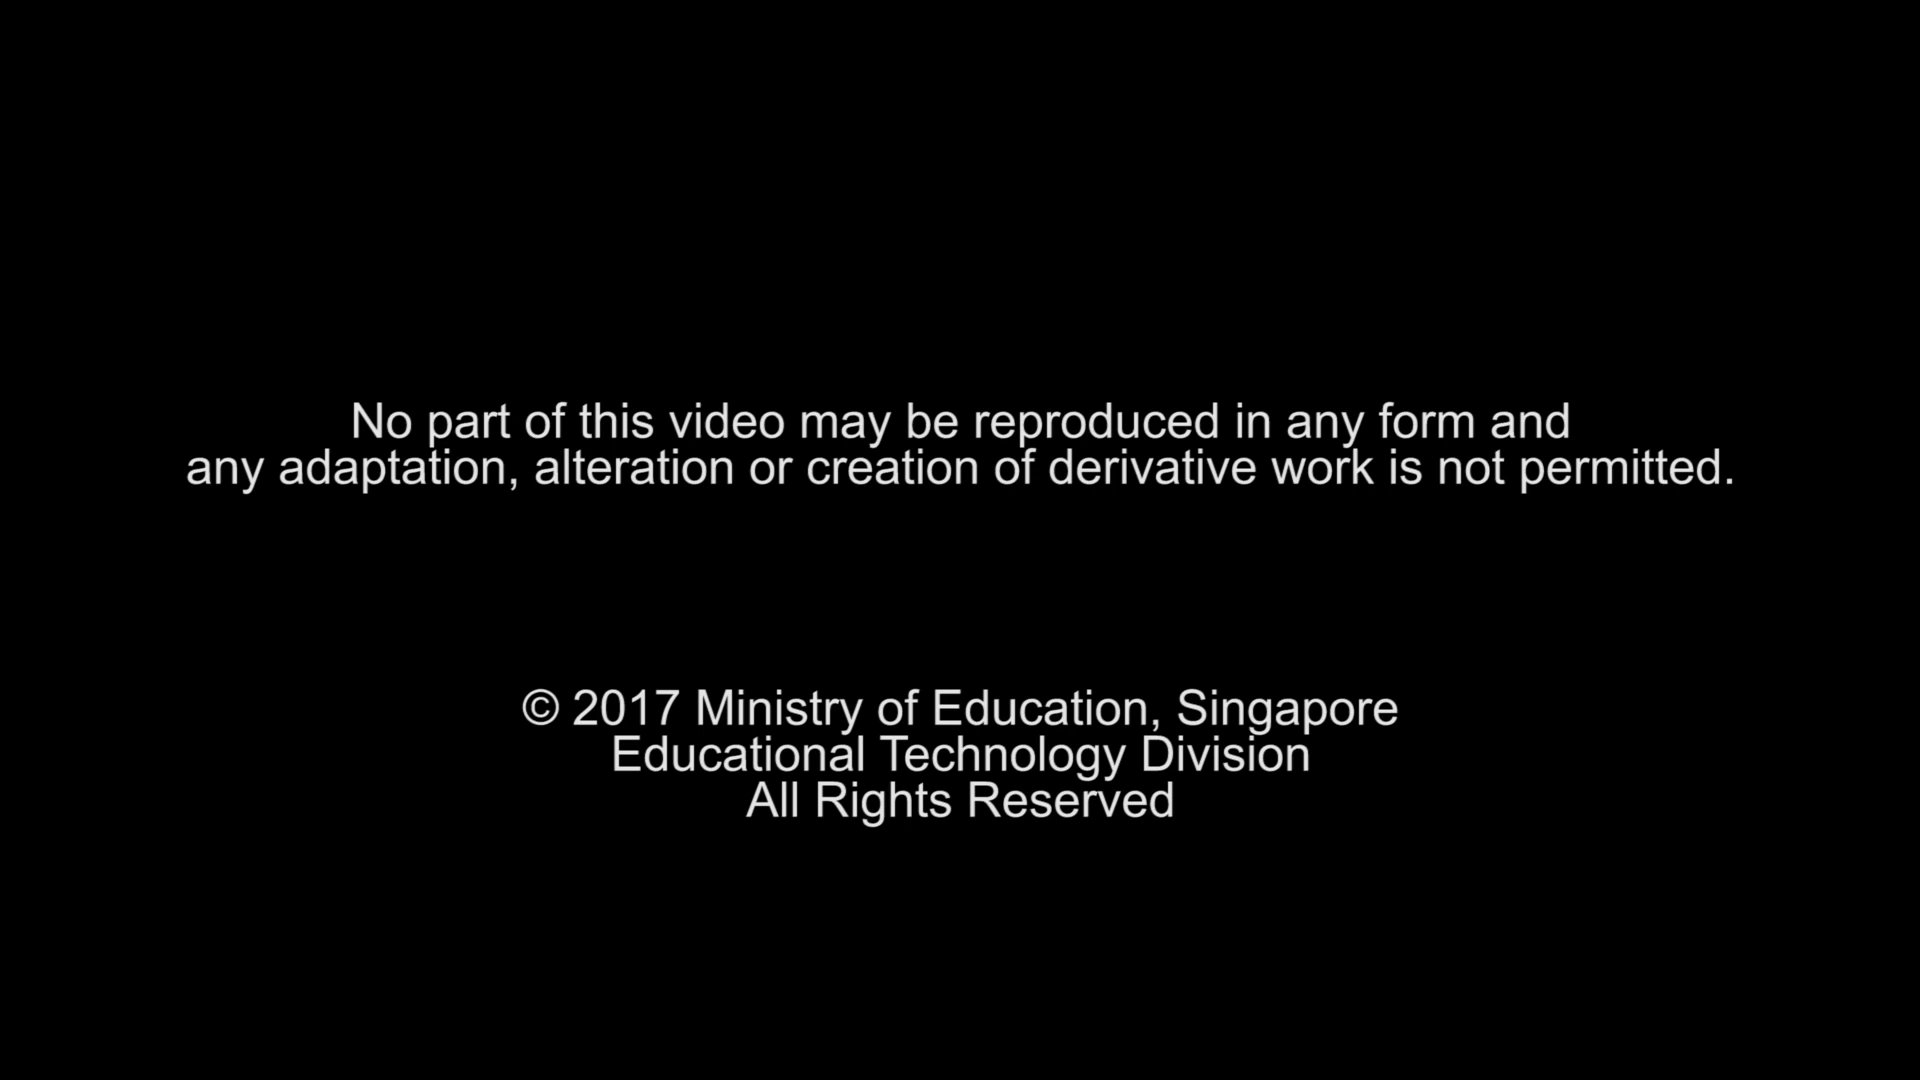 No part of this video may be reproduced in any form and
any adaptation, alteration or creation of derivative work is not permitted.
© 2017 Ministry of Education, Singapore
Educational Technology Division
All Rights Reserved